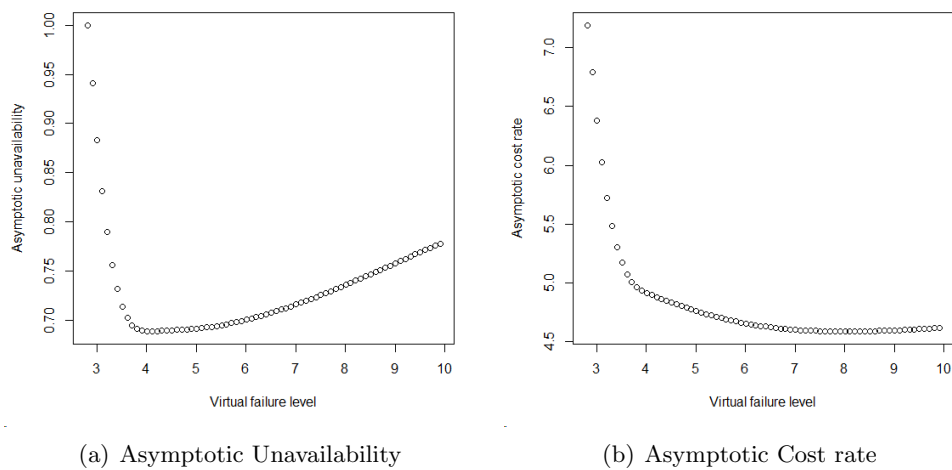 Asymptotic unavailability
1.00
0.95
0.90
0.85
0.80
0.75
0.70
3 4 5 6 7 8 9 10
Virtual failure level
(a) Asymptotic Unavailability
Asymptotic cost rate
7.0
6.5
6.0
5.5
5.0
4.5
3 4 5 6 7 8 9 10
Virtual failure level
(b) Asymptotic Cost rate